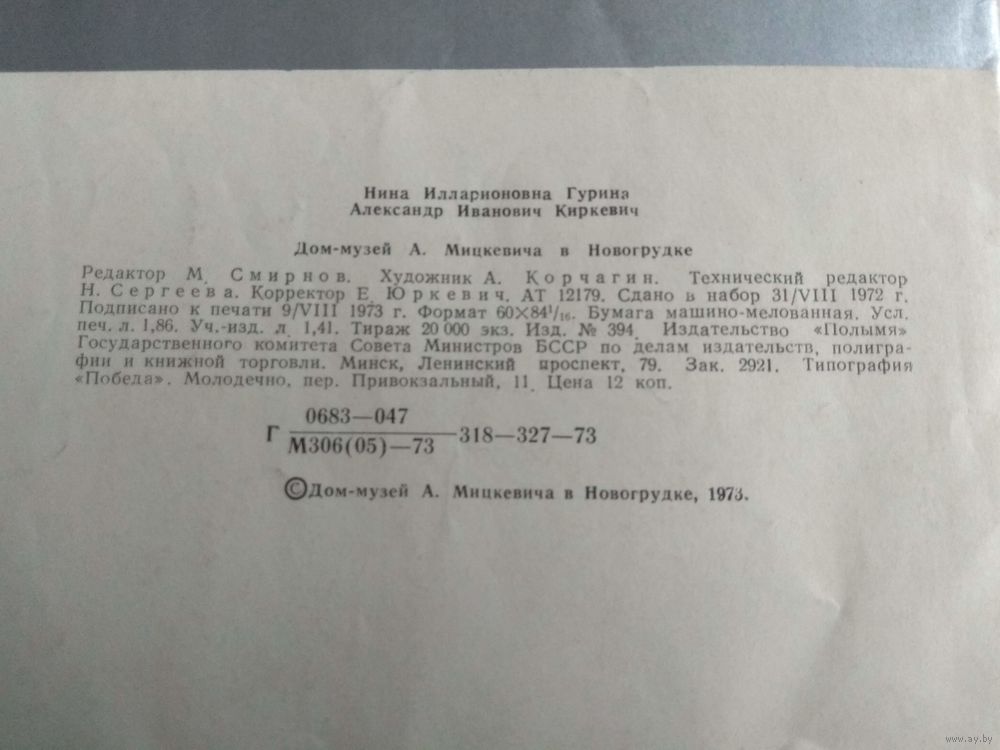 Нина Илларионовна Гурина
Александр Иванович Киркевич
Дом-музей А. Мицкевича в Новогрудке
Редактор М. Смирнов. Художник А. Корчагин. Технический редактор
Н. Сергеева. Корректор Е. Юркевич. АТ 12179. Сдано в набор 31/VIII 1972 г.
Подписано к печати 9/VIII 1973 г. Формат 60×84¹/₁₆. Бумага машино-мелованная. Усл.
печ. л. 1,86. Уч.-изд. л. 1,41. Тираж 20 000 экз. Изд. № 394. Издательство «Полымя»
Государственного комитета Совета Министров БССР по делам издательств, полигра-
фии и книжной торговли. Минск, Ленинский проспект, 79. Зак. 2921. Типография
«Победа». Молодечно, пер. Привокзальный, 11. Цена 12 коп.
0683—047
Г 318—327—73
М306(05)—73
©Дом-музей А. Мицкевича в Новогрудке, 1973.
www.ay.by